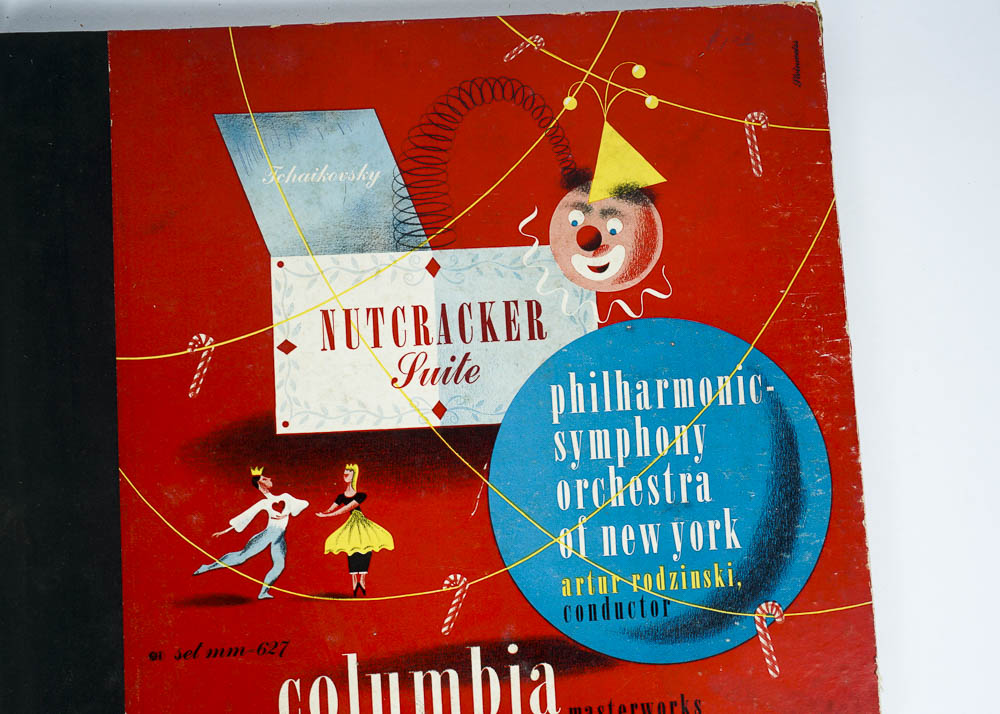 Tchaikovsky
NUTCRACKER
Suite
philharmonic-
symphony
orchestra
of new york
artur rodzinski,
conductor
set mm-627
columbia
masterworks